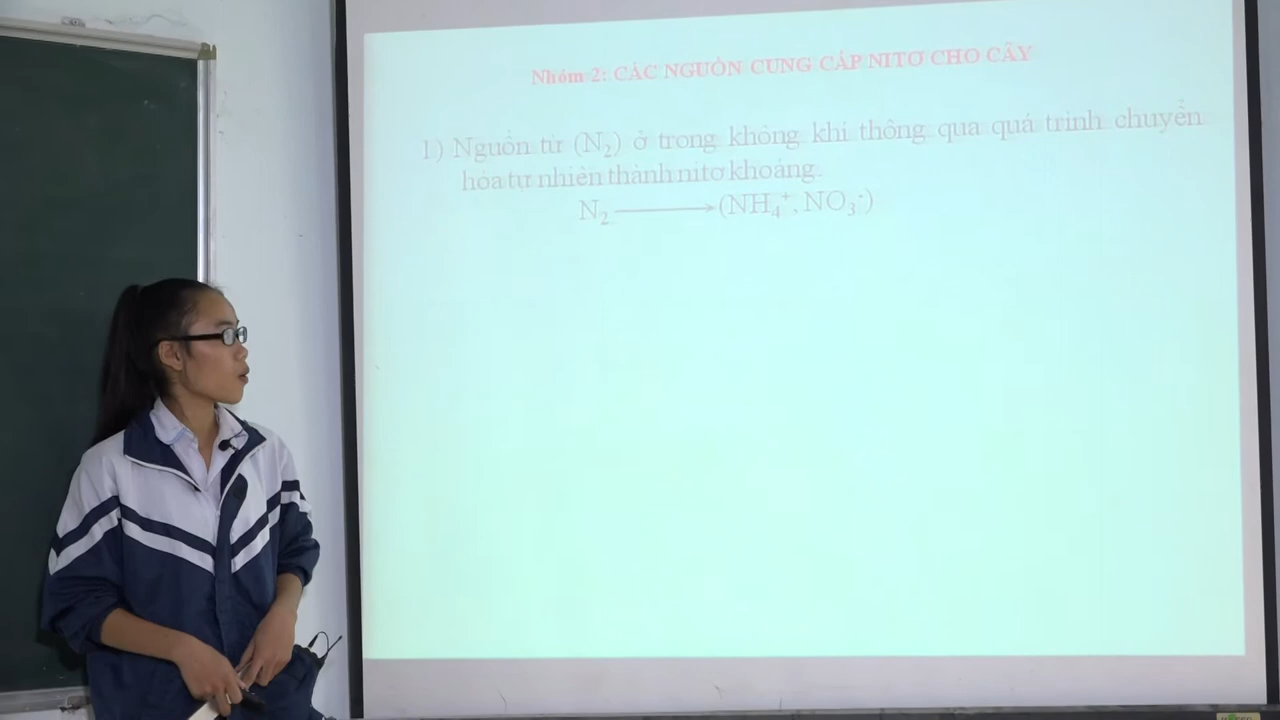 Nhóm 2: CÁC NGUỒN CUNG CẤP NITƠ CHO CÂY
1) Nguồn từ (N₂) ở trong không khí thông qua quá trình chuyển
hóa tự nhiên thành nitơ khoáng.
N₂ ⟶ (NH₄⁺, NO₃⁻)